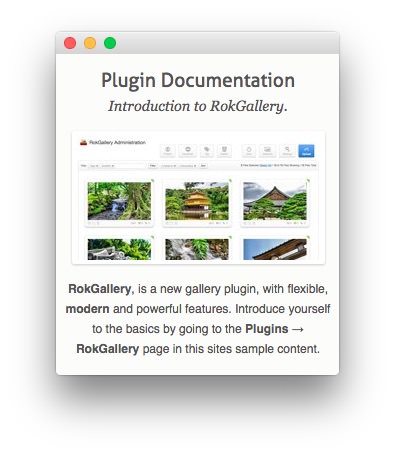 Plugin Documentation
Introduction to RokGallery.
RokGallery Administration
RokGallery, is a new gallery plugin, with flexible,
modern and powerful features. Introduce yourself
to the basics by going to the Plugins →
RokGallery page in this sites sample content.